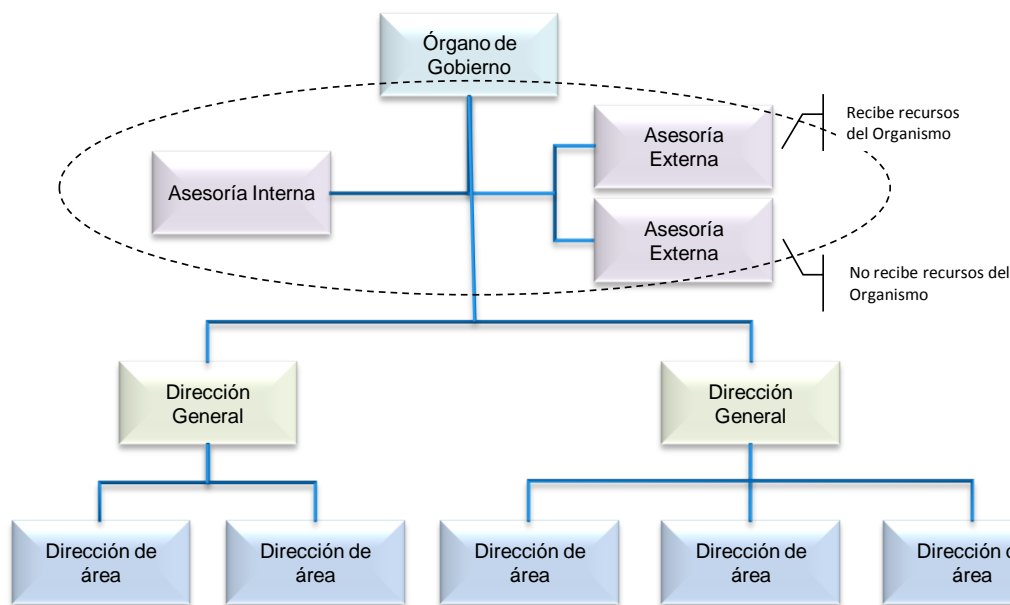 Órgano de
Gobierno
Asesoría Externa
Recibe recursos
del Organismo
Asesoría Interna
Asesoría
Externa
No recibe recursos del
Organismo
Dirección
General
Dirección
General
Dirección de
área
Dirección de
área
Dirección de
área
Dirección de
área
Dirección
área